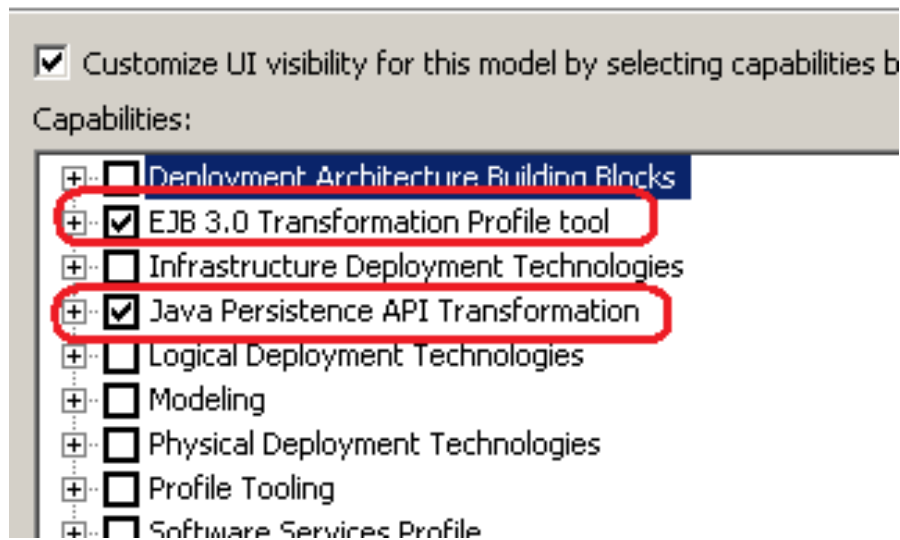 Customize UI visibility for this model by selecting capabilities
Capabilities:
Deployment Architecture Building Blocks
EJB 3.0 Transformation Profile tool
Infrastructure Deployment Technologies
Java Persistence API Transformation
Logical Deployment Technologies
Modeling
Physical Deployment Technologies
Profile Tooling
Software Services Profile